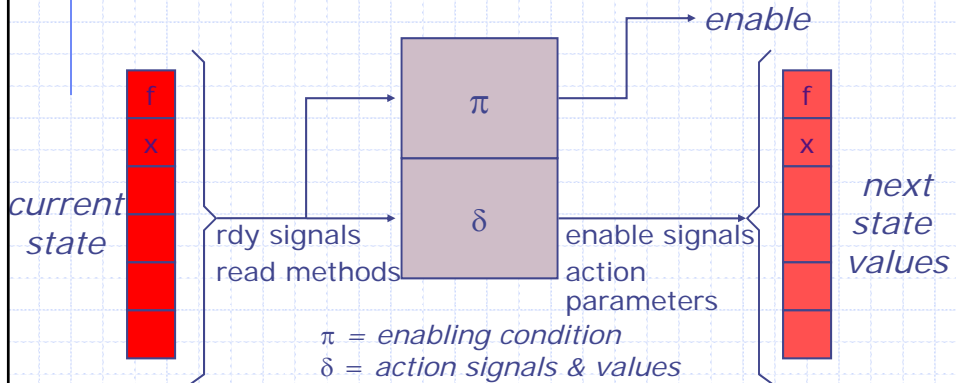 enable
f
x
current
state
rdy signals
read methods
π
δ
enable signals
action
parameters
f
x
next
state
values
π = enabling condition
δ = action signals & values